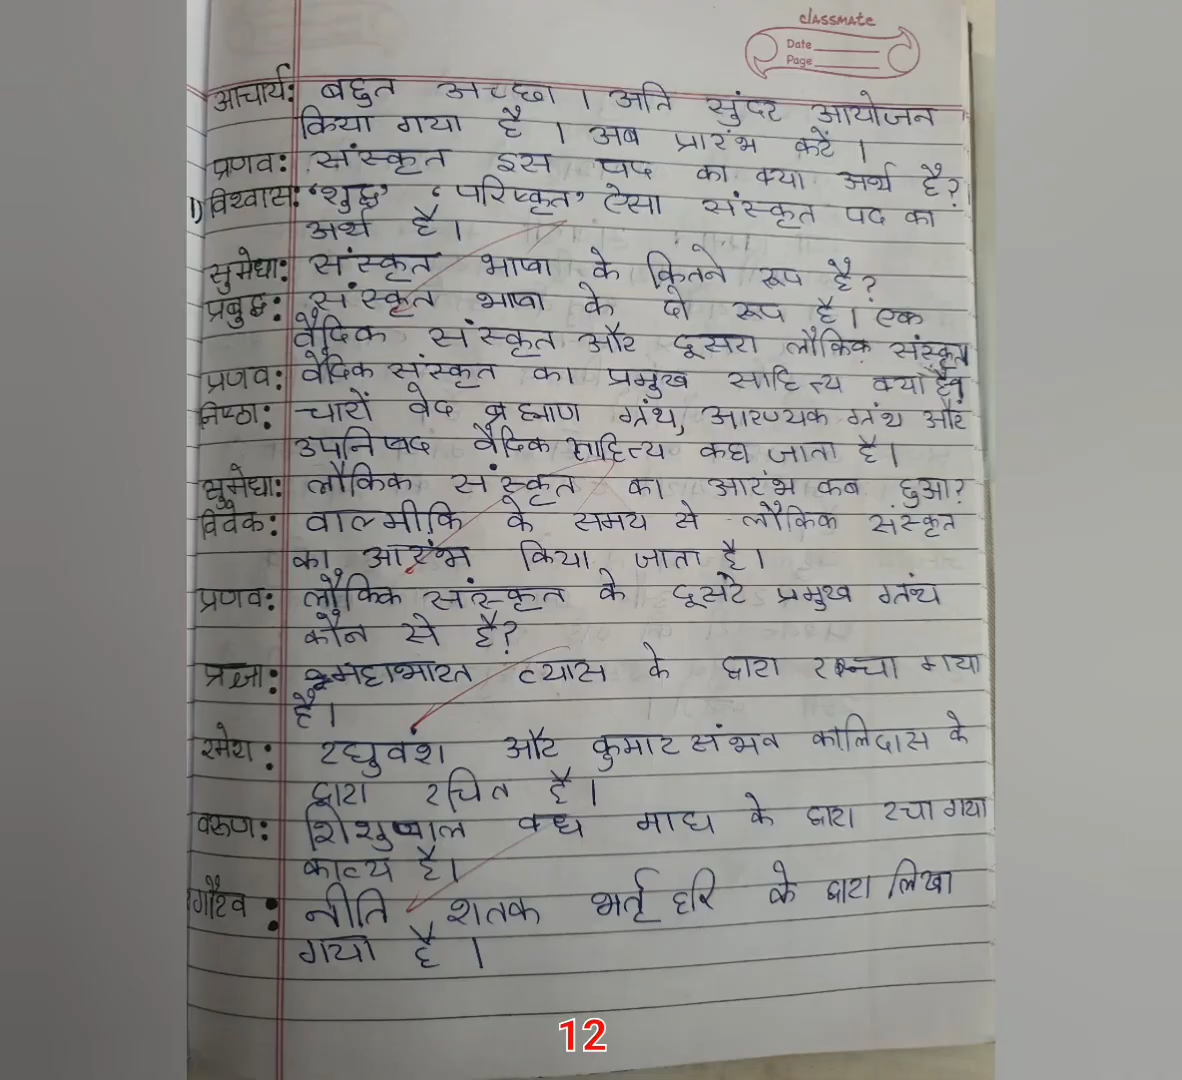 classmate
Date
Page
आचार्य: बहुत अच्छा । अति सुंदर आयोजन
किया गया है । अब प्रारंभ करें ।
प्रणव: संस्कृत इस पद का क्या अर्थ है?
1) विश्वास: 'शुद्ध' 'परिष्कृत' ऐसा संस्कृत पद का
अर्थ है ।
सुमेधा: संस्कृत भाषा के कितने रूप है?
प्रबुद्ध: संस्कृत भाषा के दो रूप है । एक
वैदिक संस्कृत और दूसरा लौकिक संस्कृत
प्रणव: वैदिक संस्कृत का प्रमुख साहित्य क्या है?
निष्ठा: चारों वेद ब्रह्माण ग्रंथ, आरण्यक ग्रंथ और
उपनिषद वैदिक साहित्य कहा जाता है ।
सुमेधा: लौकिक संस्कृत का आरंभ कब हुआ?
विवेक: वाल्मीकि के समय से लौकिक संस्कृत
का आरंभ किया जाता है ।
प्रणव: लौकिक संस्कृत के दूसरे प्रमुख ग्रंथ
कौन से है?
प्रज्ञा: महाभारत व्यास के द्वारा रचा गया
है ।
रमेश: रघुवंश और कुमारसंभव कालिदास के
द्वारा रचित है ।
वरूण: शिशुपाल वध माघ के द्वारा रचा गया
काव्य है ।
गौरव : नीति शतक भर्तृहरि के द्वारा लिखा
गया है ।
12